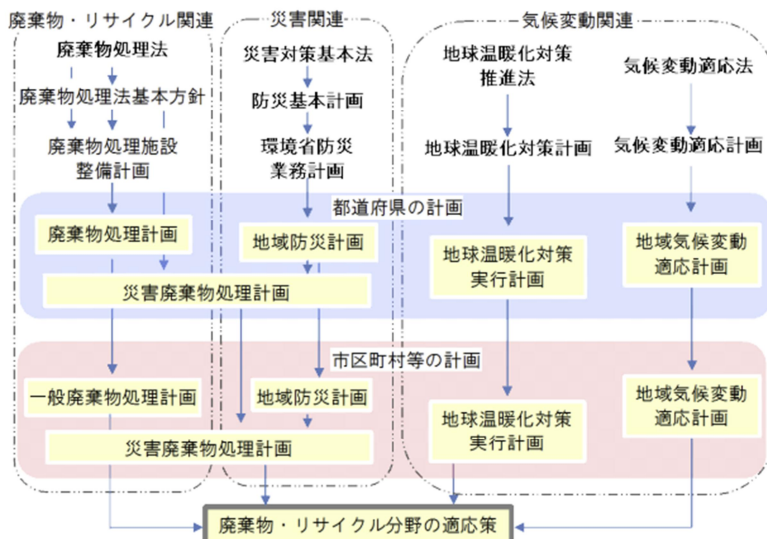 廃棄物・リサイクル関連
災害関連
気候変動関連
廃棄物処理法
廃棄物処理法基本方針
廃棄物処理施設
整備計画
災害対策基本法
防災基本計画
環境省防災
業務計画
地球温暖化対策
推進法
地球温暖化対策計画
気候変動適応法
気候変動適応計画
都道府県の計画
廃棄物処理計画
地域防災計画
災害廃棄物処理計画
地球温暖化対策
実行計画
地域気候変動
適応計画
市区町村等の計画
一般廃棄物処理計画
地域防災計画
災害廃棄物処理計画
地球温暖化対策
実行計画
地域気候変動
適応計画
廃棄物・リサイクル分野の適応策